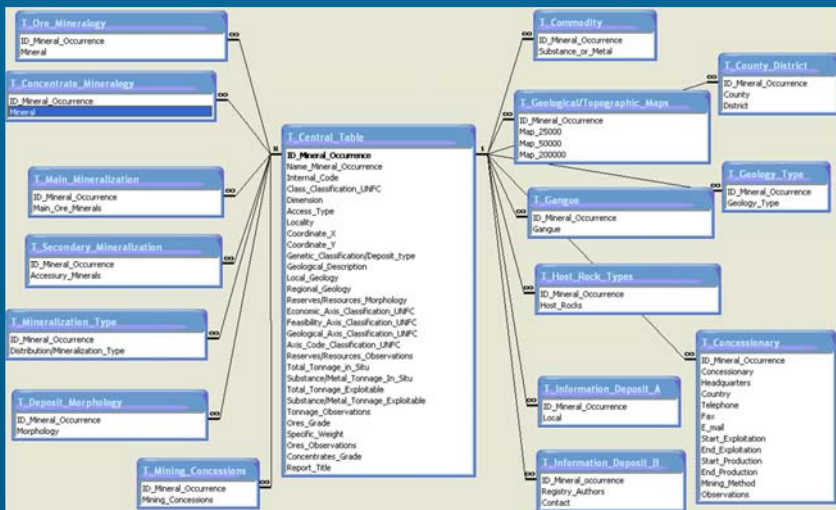 T_Ore_Mineralogy
ID_Mineral_Occurrence
Mineral
T_Concentrate_Mineralogy
ID_Mineral_Occurrence
Mineral
T_Main_Mineralization
ID_Mineral_Occurrence
Main_Ore_Minerals
T_Secondary_Mineralization
ID_Mineral_Occurrence
Accessury_Minerals
T_Mineralization_Type
ID_Mineral_Occurrence
Distribution/Mineralization_Type
T_Deposit_Morphology
ID_Mineral_Occurrence
Morphology
T_Mining_Concessions
ID_Mineral_Occurrence
Mining_Concessions
T_Central_Table
ID_Mineral_Occurrence
Name_Mineral_Occurrence
Internal_Code
Class_Classification_UNFC
Dimension
Access_Type
Locality
Coordinate_X
Coordinate_Y
Genetic_Classification/Deposit_type
Geological_Description
Local_Geology
Regional_Geology
Reserves/Resources_Morphology
Economic_Axis_Classification_UNFC
Feasibility_Axis_Classification_UNFC
Geological_Axis_Classification_UNFC
Axis_Code_Classification_UNFC
Reserves/Resources_Observations
Total_Tonnage_in_Situ
Substance/Metal_Tonnage_In_Situ
Total_Tonnage_Exploitable
Substance/Metal_Tonnage_Exploitable
Tonnage_Observations
Ores_Grade
Specific_Weight
Ores_Observations
Concentrates_Grade
Report_Title
T_Commodity
ID_Mineral_Occurrence
Substance_or_Metal
T_County_District
ID_Mineral_Occurrence
County
District
T_Geological/Topographic_Maps
ID_Mineral_Occurrence
Map_25000
Map_50000
Map_200000
T_Geology_Type
ID_Mineral_Occurrence
Geology_Type
T_Gangue
ID_Mineral_Occurrence
Gangue
T_Host_Rock_Types
ID_Mineral_Occurrence
Host_Rocks
T_Concessionary
ID_Mineral_Occurrence
Concessionary
Headquarters
Country
Telephone
Fax
E_mail
Start_Exploitation
End_Exploitation
Start_Production
End_Production
Mining_Method
Observations
T_Information_Deposit_A
ID_Mineral_Occurrence
Local
T_Information_Deposit_B
ID_Mineral_occurrence
Registry_Authors
Contact